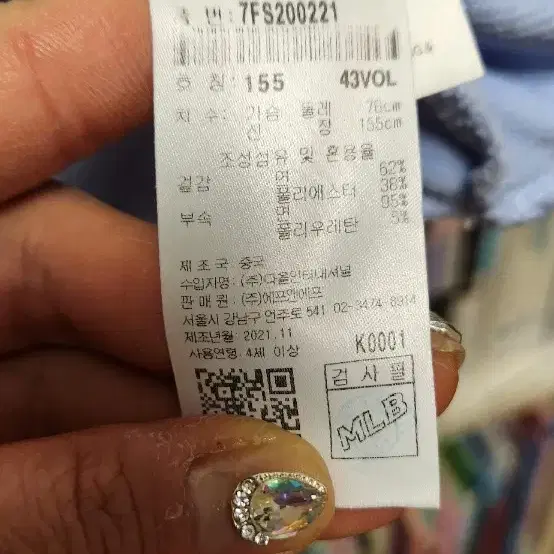 품 번: 7FS200221
호 칭: 155 43VOL
치 수: 가슴 둘레 76cm
신 장 155cm
조성섬유 및 혼용율
겉감 면 62%
폴리에스터 38%
부속 면 95%
폴리우레탄 5%
제 조 국 : 중국
수입자명 : (주)다올인터내셔널
판 매 원 : (주)에프앤에프
서울시 강남구 언주로 541 02-3474-8914
제조년월 : 2021.11
사용연령 : 4세 이상
K0001
검 사 필
MLB
G&